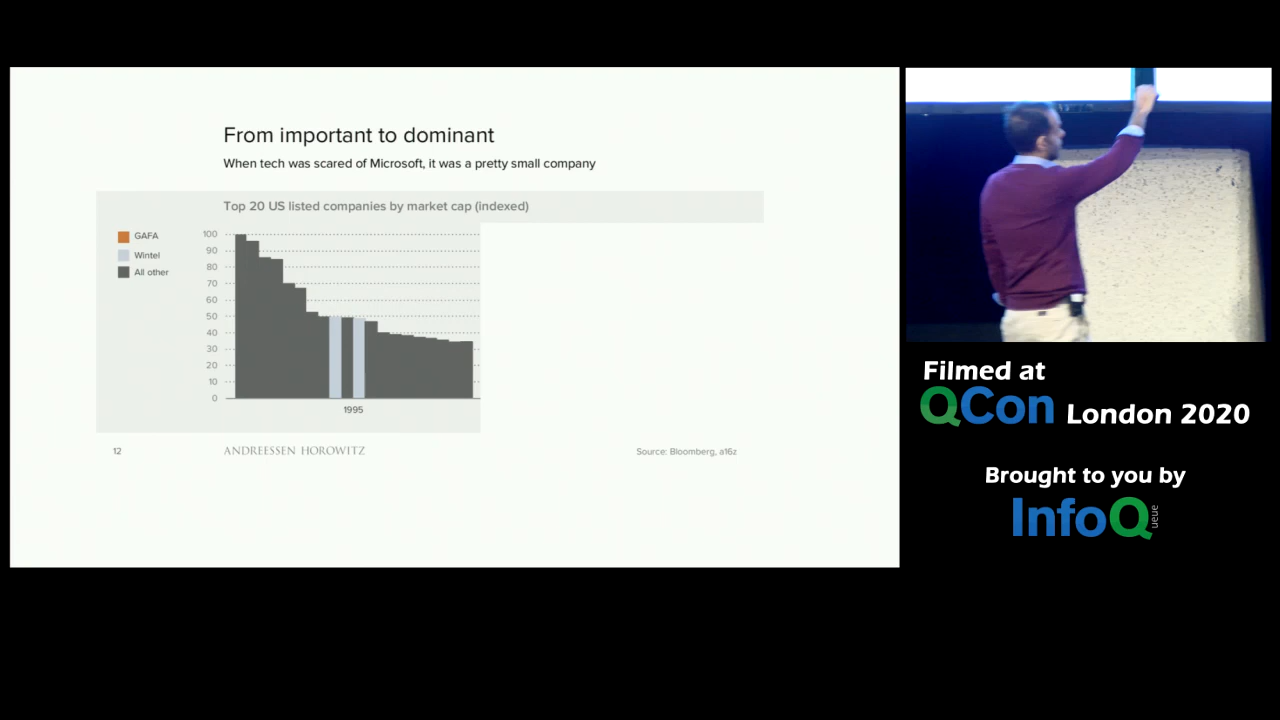 From important to dominant
When tech was scared of Microsoft, it was a pretty small company
Top 20 US listed companies by market cap (indexed)
GAFA
Wintel
All other
100
90
80
70
60
50
40
30
20
10
0
1995
12
ANDREESSEN HOROWITZ
Source: Bloomberg, a16z
Filmed at
QCon London 2020
Brought to you by
InfoQ
ueue